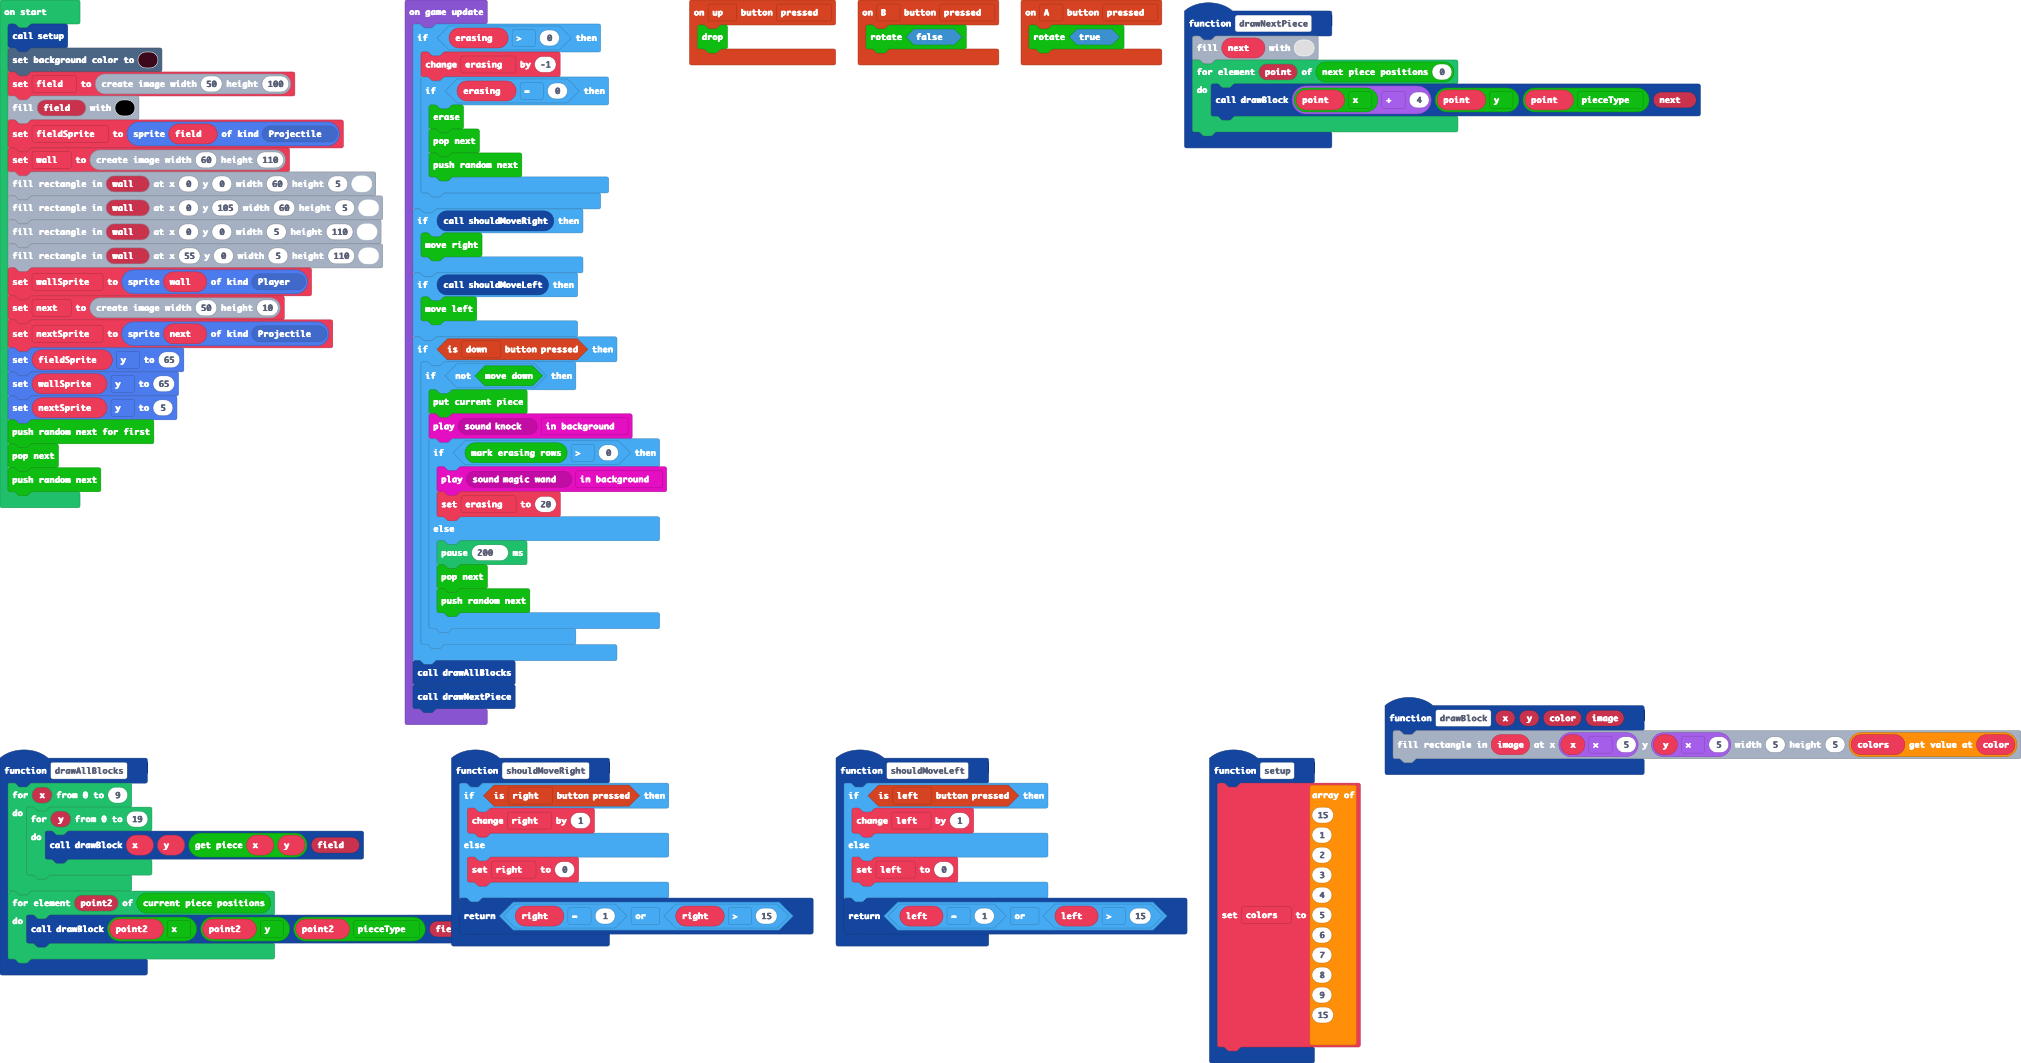 on start
call setup
set background color to
set field to create image width 50 height 100
fill field with
set fieldSprite to sprite field of kind Projectile
set wall to create image width 60 height 110
fill rectangle in wall at x 0 y 0 width 60 height 5
fill rectangle in wall at x 0 y 105 width 60 height 5
fill rectangle in wall at x 0 y 0 width 5 height 110
fill rectangle in wall at x 55 y 0 width 5 height 110
set wallSprite to sprite wall of kind Player
set next to create image width 50 height 10
set nextSprite to sprite next of kind Projectile
set fieldSprite y to 65
set wallSprite y to 65
set nextSprite y to 5
push random next for first
pop next
push random next
on game update
if erasing > 0 then
change erasing by -1
if erasing = 0 then
erase
pop next
push random next
if call shouldMoveRight then
move right
if call shouldMoveLeft then
move left
if is down button pressed then
if not move down then
put current piece
play sound knock in background
if mark erasing rows > 0 then
play sound magic wand in background
set erasing to 20
else
pause 200 ms
pop next
push random next
call drawAllBlocks
call drawNextPiece
on up button pressed
drop
on B button pressed
rotate false
on A button pressed
rotate true
function drawNextPiece
fill next with
for element point of next piece positions 0
do call drawBlock point x + 4 point y point pieceType next
function drawAllBlocks
for x from 0 to 9
do for y from 0 to 19
do call drawBlock x y get piece x y field
for element point2 of current piece positions
do call drawBlock point2 x point2 y point2 pieceType fie
function shouldMoveRight
if is right button pressed then
change right by 1
else
set right to 0
return right = 1 or right > 15
function shouldMoveLeft
if is left button pressed then
change left by 1
else
set left to 0
return left = 1 or left > 15
function setup
set colors to array of
15
1
2
3
4
5
6
7
8
9
15
function drawBlock x y color image
fill rectangle in image at x x × 5 y y × 5 width 5 height 5 colors get value at color